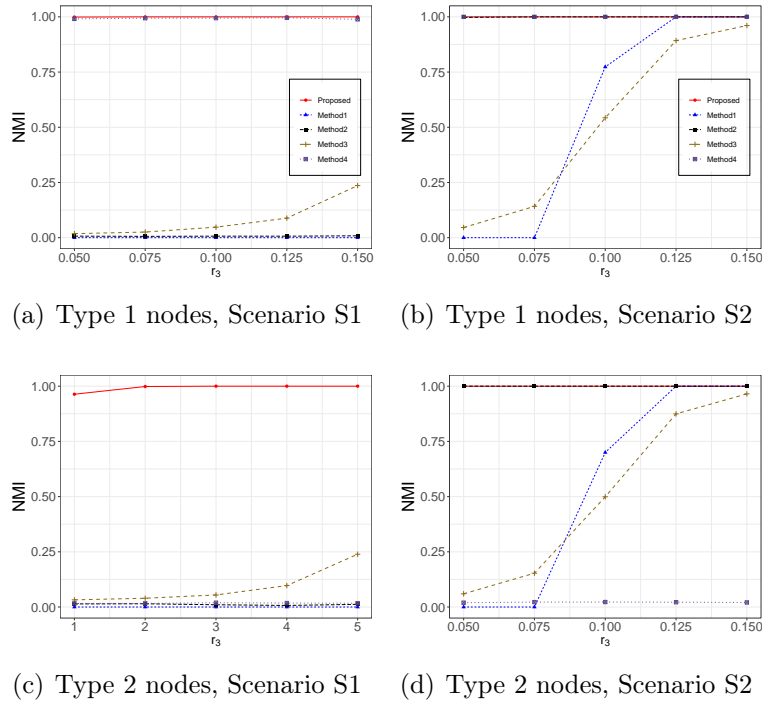 1.00
0.75
0.50
0.25
0.00
NMI
Proposed
Method1
Method2
Method3
Method4
0.050 0.075 0.100 0.125 0.150
r3
(a) Type 1 nodes, Scenario S1
1.00
0.75
0.50
0.25
0.00
NMI
Proposed
Method1
Method2
Method3
Method4
0.050 0.075 0.100 0.125 0.150
r3
(b) Type 1 nodes, Scenario S2
1.00
0.75
0.50
0.25
0.00
NMI
1 2 3 4 5
r3
(c) Type 2 nodes, Scenario S1
1.00
0.75
0.50
0.25
0.00
NMI
0.050 0.075 0.100 0.125 0.150
r3
(d) Type 2 nodes, Scenario S2